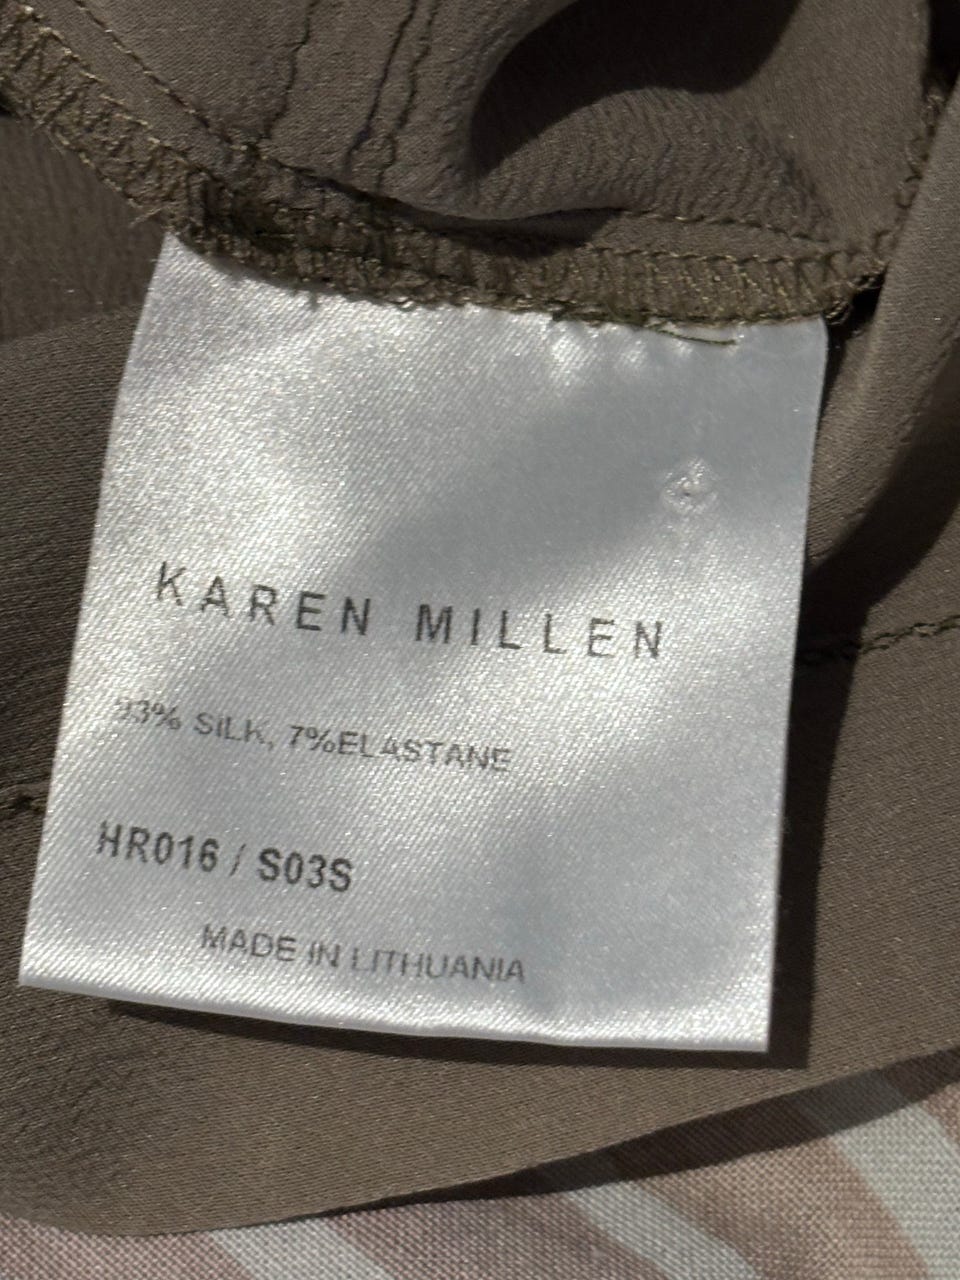 KAREN MILLEN
93% SILK, 7%ELASTANE
HR016 / S03S
MADE IN LITHUANIA